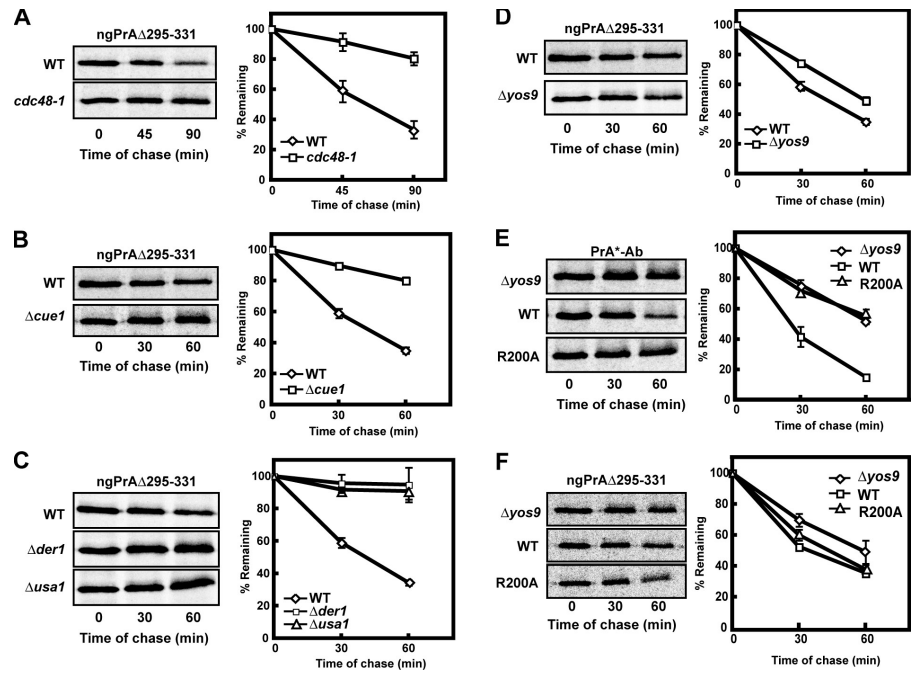 A
ngPrAΔ295-331
WT
cdc48-1
0 45 90
Time of chase (min)
% Remaining
100
80
60
40
20
0
WT
cdc48-1
0 45 90
Time of chase (min)
B
ngPrAΔ295-331
WT
Δcue1
0 30 60
Time of chase (min)
% Remaining
100
80
60
40
20
0
WT
Δcue1
0 30 60
Time of chase (min)
C
ngPrAΔ295-331
WT
Δder1
Δusa1
0 30 60
Time of chase (min)
% Remaining
100
80
60
40
20
0
WT
Δder1
Δusa1
0 30 60
Time of chase (min)
D
ngPrAΔ295-331
WT
Δyos9
0 30 60
Time of chase (min)
% Remaining
100
80
60
40
20
0
WT
Δyos9
0 30 60
Time of chase (min)
E
PrA*-Ab
Δyos9
WT
R200A
0 30 60
Time of chase (min)
% Remaining
100
80
60
40
20
0
Δyos9
WT
R200A
0 30 60
Time of chase (min)
F
ngPrAΔ295-331
Δyos9
WT
R200A
0 30 60
Time of chase (min)
% Remaining
100
80
60
40
20
0
Δyos9
WT
R200A
0 30 60
Time of chase (min)